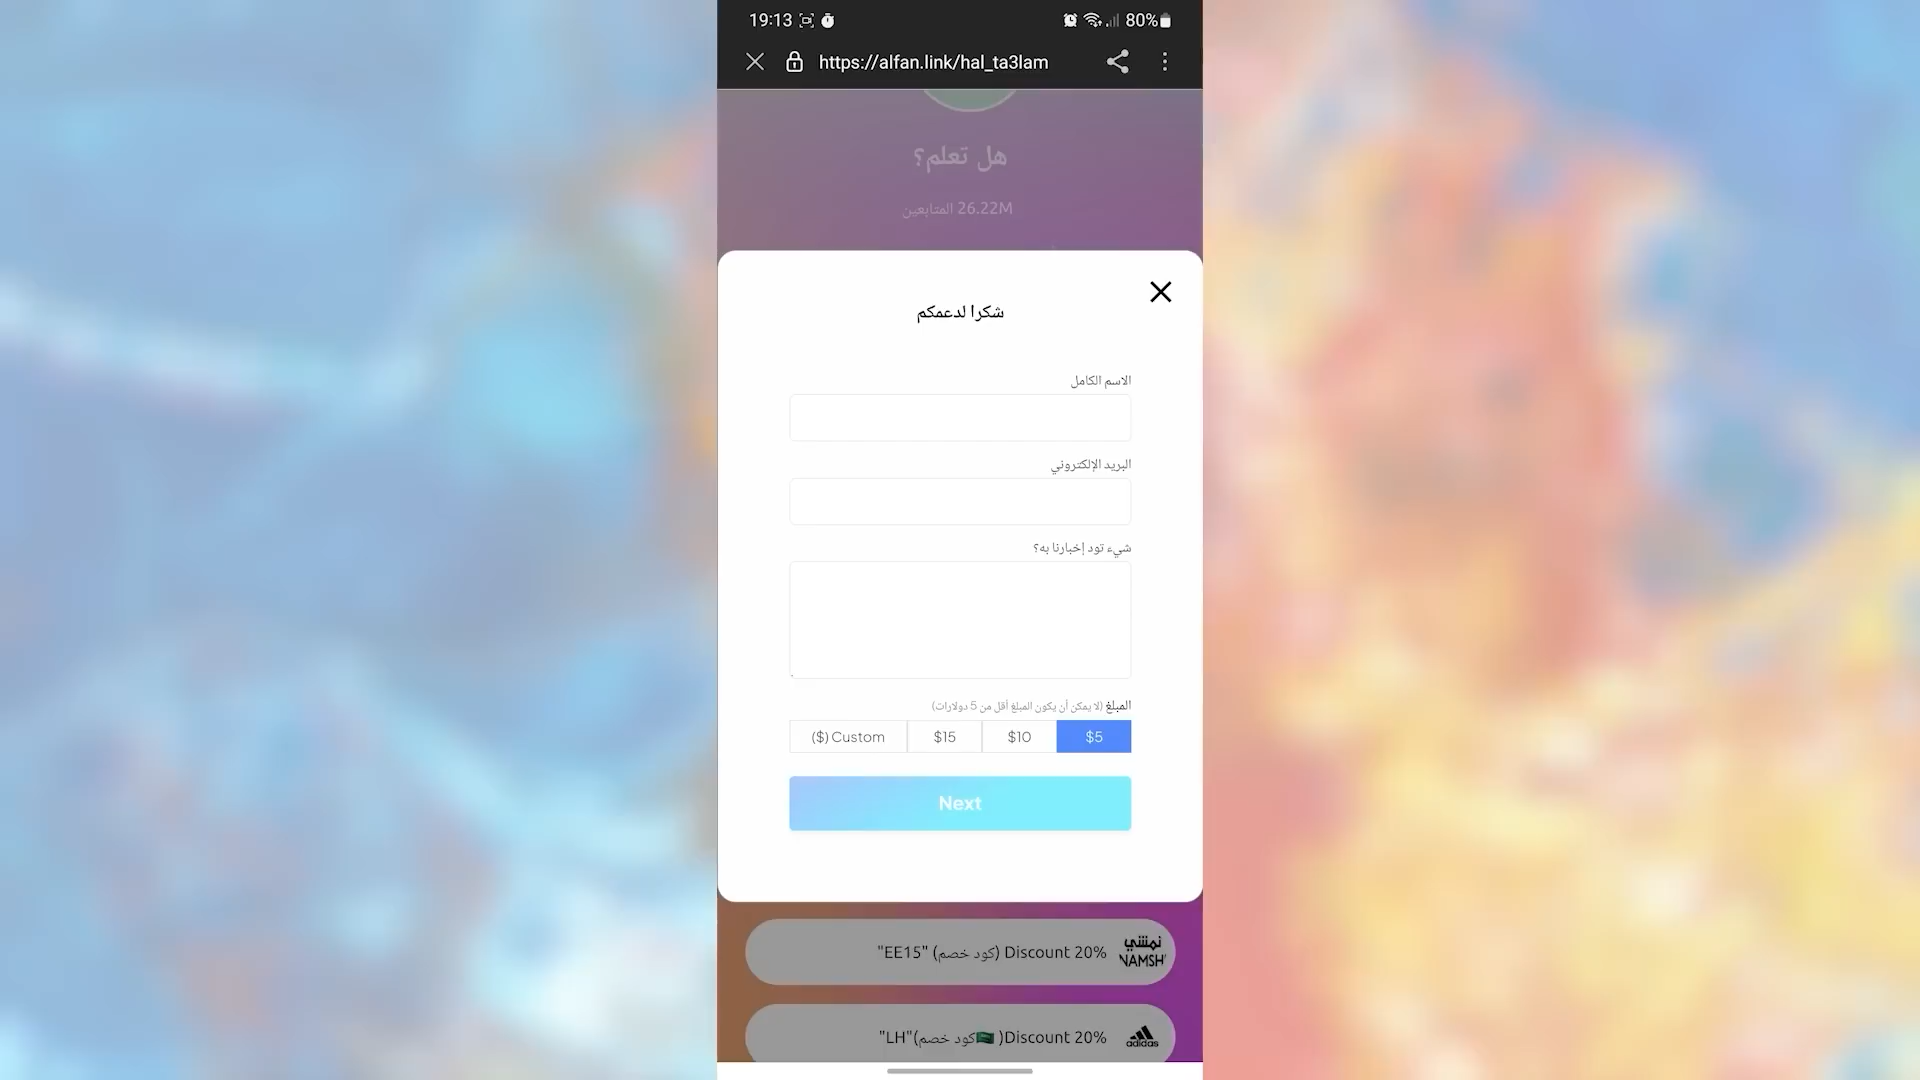 19:13
80%
https://alfan.link/hal_ta3lam
هل تعلم؟
26.22M المتابعين
شكرا لدعمكم
الاسم الكامل
البريد الإلكتروني
شيء تود إخبارنا به؟
المبلغ (لا يمكن أن يكون المبلغ أقل من 5 دولارات)
($) Custom
$15
$10
$5
Next
"EE15" (كود خصم) Discount 20%
نمشي
NAMSHI
"LH"(كود خصم🇸🇦 )Discount 20%
adidas